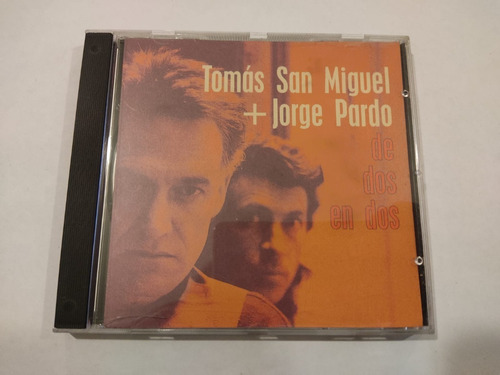 Tomás San Miguel
+ Jorge Pardo
de
dos
en dos